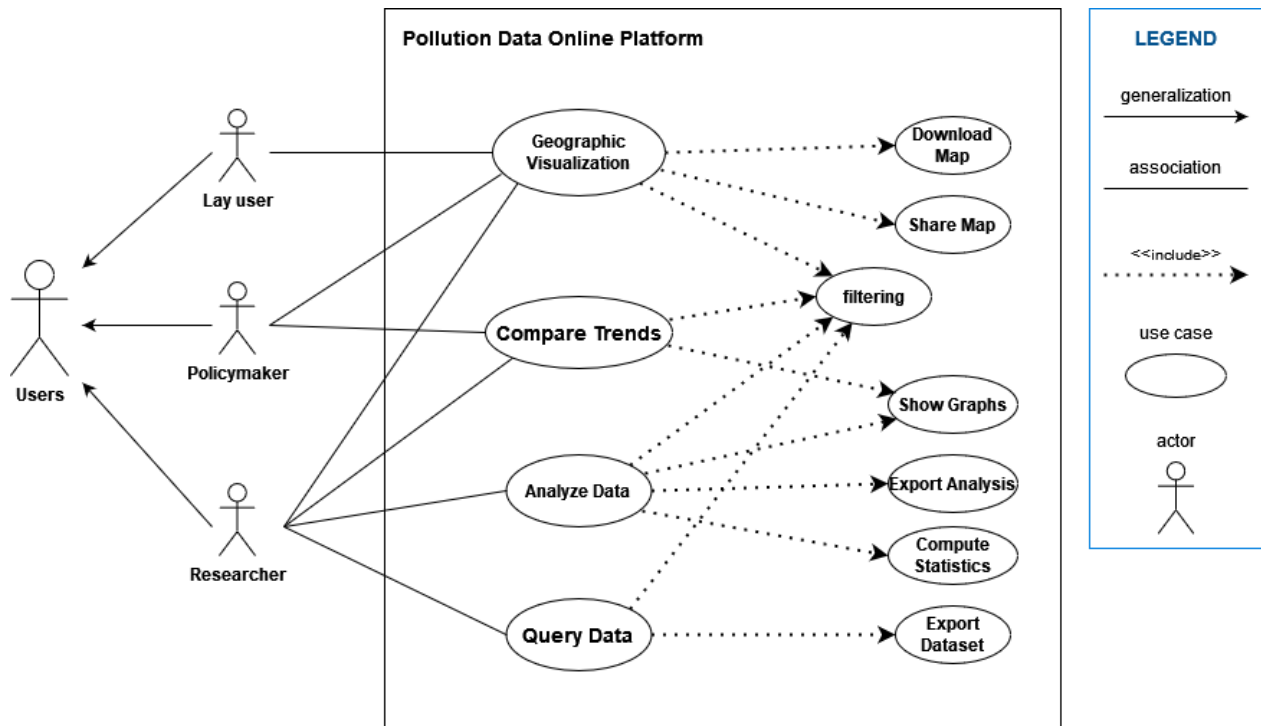 Pollution Data Online Platform
LEGEND
generalization
association
<<include>>
use case
actor
Lay user
Policymaker
Users
Researcher
Geographic
Visualization
Compare Trends
Analyze Data
Query Data
Download
Map
Share Map
filtering
Show Graphs
Export Analysis
Compute
Statistics
Export
Dataset